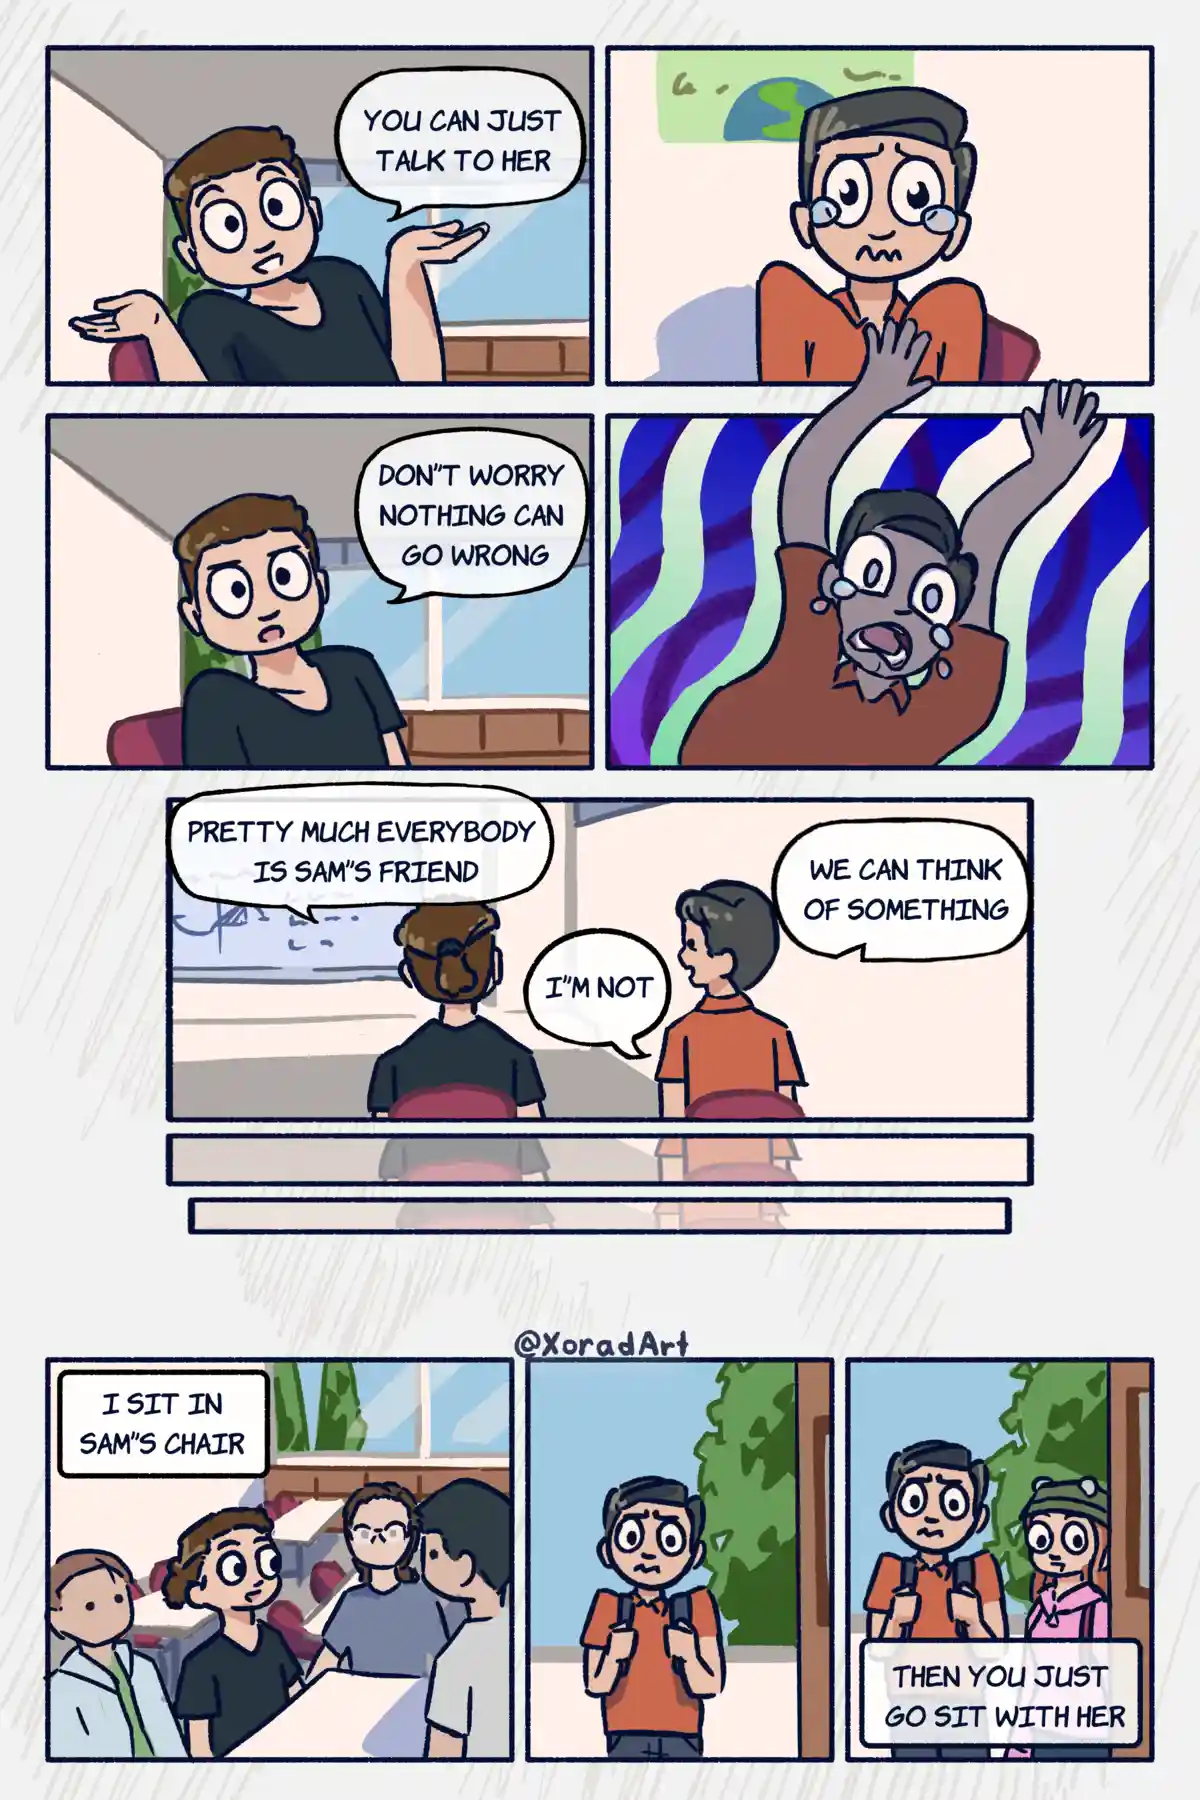 YOU CAN JUST
TALK TO HER
DON"T WORRY
NOTHING CAN
GO WRONG
PRETTY MUCH EVERYBODY
IS SAM"S FRIEND
I"M NOT
WE CAN THINK
OF SOMETHING
@XoradArt
I SIT IN
SAM"S CHAIR
THEN YOU JUST
GO SIT WITH HER